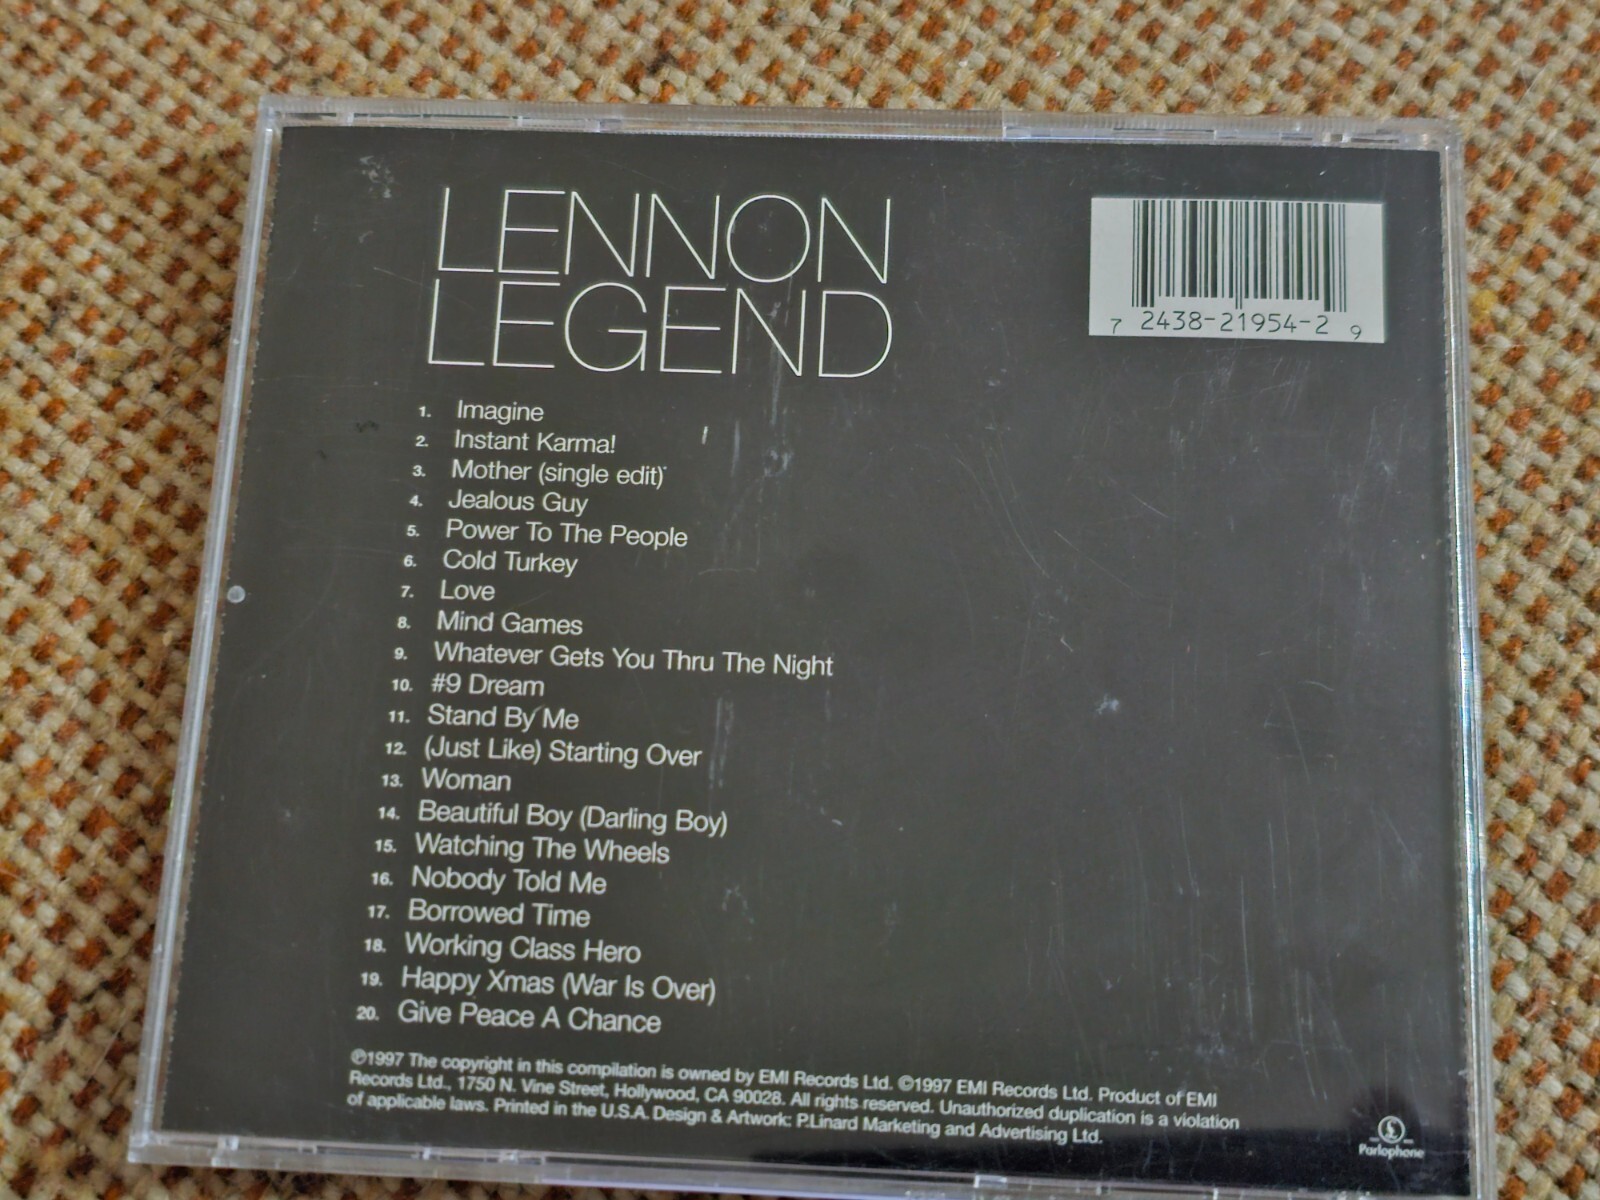 LENNON
LEGEND
7 2438-21954-2 9
1. Imagine
2. Instant Karma!
3. Mother (single edit)*
4. Jealous Guy
5. Power To The People
6. Cold Turkey
7. Love
8. Mind Games
9. Whatever Gets You Thru The Night
10. #9 Dream
11. Stand By Me
12. (Just Like) Starting Over
13. Woman
14. Beautiful Boy (Darling Boy)
15. Watching The Wheels
16. Nobody Told Me
17. Borrowed Time
18. Working Class Hero
19. Happy Xmas (War Is Over)
20. Give Peace A Chance
℗1997 The copyright in this compilation is owned by EMI Records Ltd. ©1997 EMI Records Ltd. Product of EMI
Records Ltd., 1750 N. Vine Street, Hollywood, CA 90028. All rights reserved. Unauthorized duplication is a violation
of applicable laws. Printed in the U.S.A. Design & Artwork: P.Linard Marketing and Advertising Ltd.
Parlophone